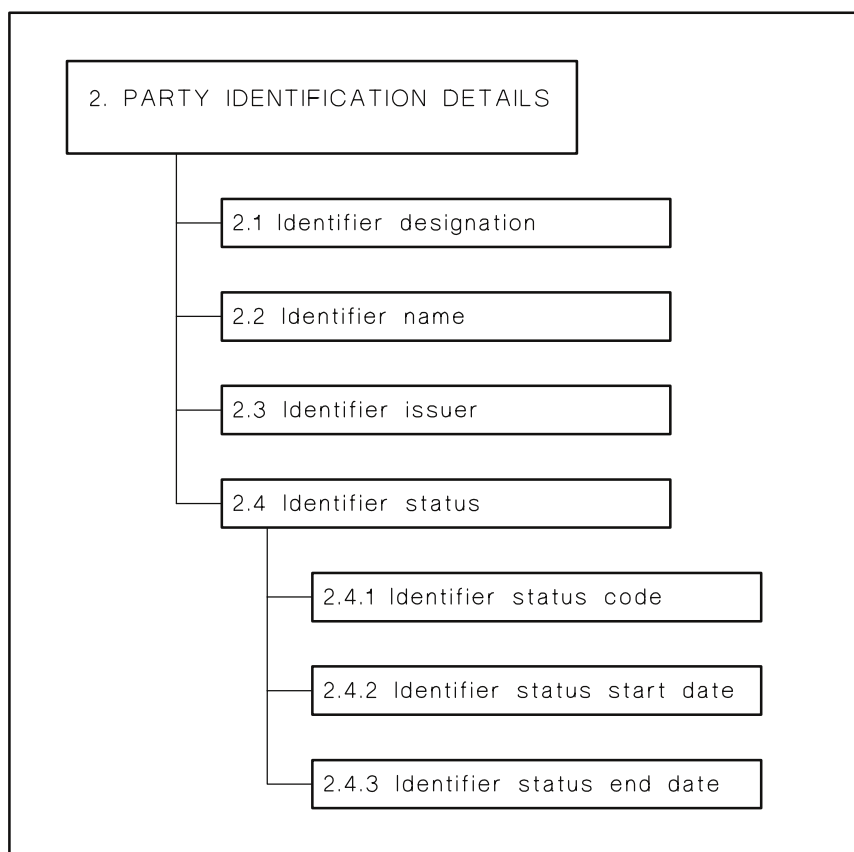 2. PARTY IDENTIFICATION DETAILS
2.1 Identifier designation
2.2 Identifier name
2.3 Identifier issuer
2.4 Identifier status
2.4.1 Identifier status code
2.4.2 Identifier status start date
2.4.3 Identifier status end date